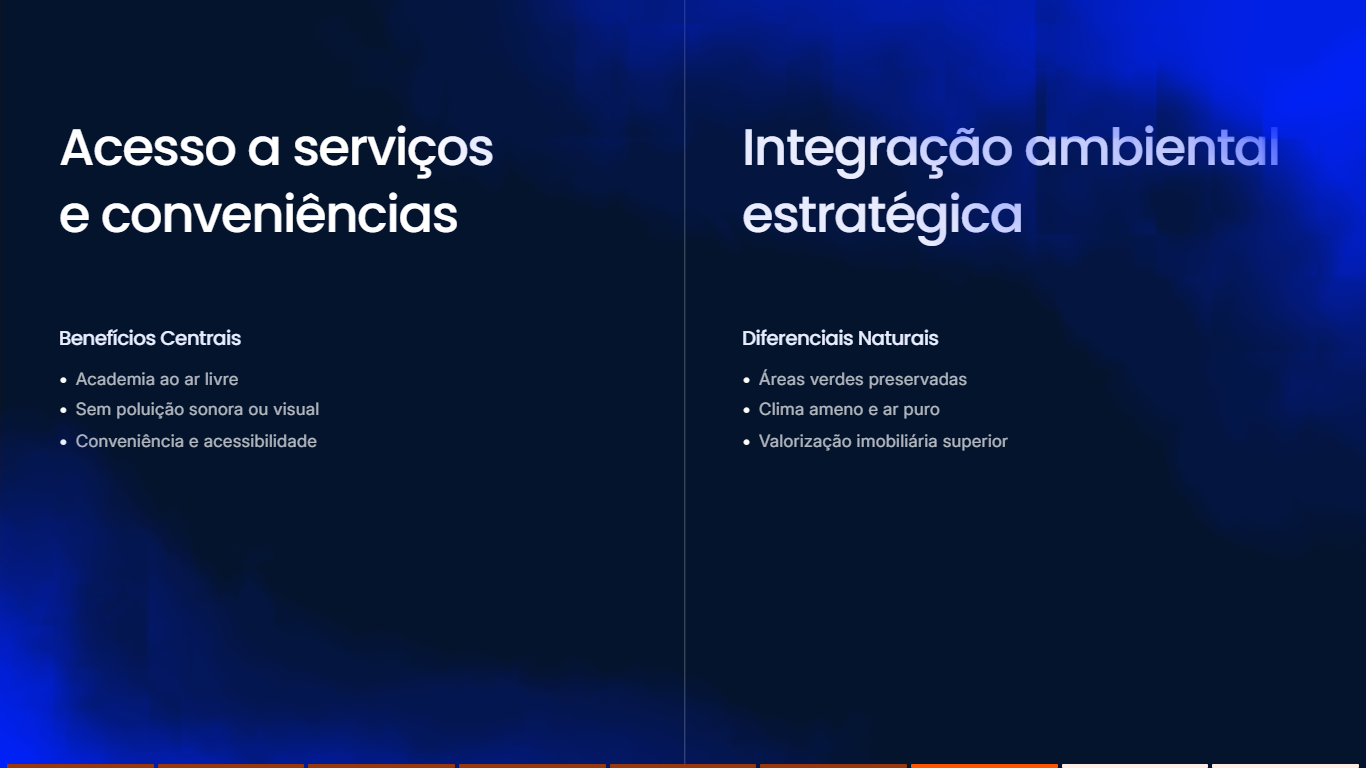 Acesso a serviços
e conveniências
Benefícios Centrais
• Academia ao ar livre
• Sem poluição sonora ou visual
• Conveniência e acessibilidade
Integração ambiental
estratégica
Diferenciais Naturais
• Áreas verdes preservadas
• Clima ameno e ar puro
• Valorização imobiliária superior